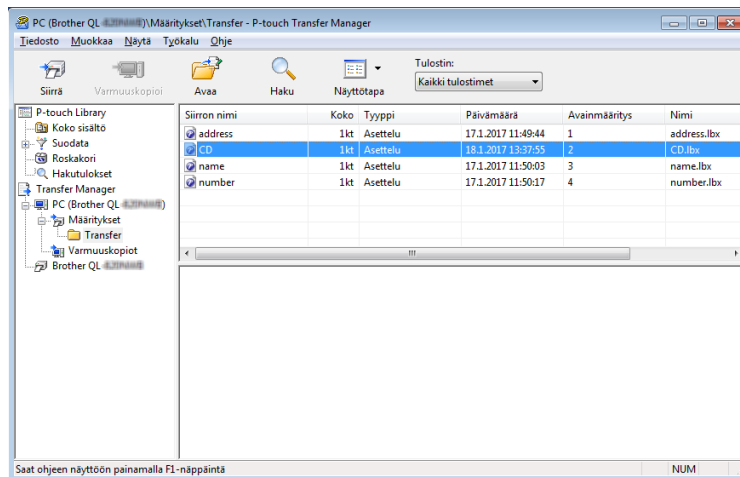 PC (Brother QL )\Määritykset\Transfer - P-touch Transfer Manager
Tiedosto Muokkaa Näytä Työkalu Ohje
Siirrä Varmuuskopioi Avaa Haku Näyttötapa
Tulostin:
Kaikki tulostimet
P-touch Library
Koko sisältö
Suodata
Roskakori
Hakutulokset
Transfer Manager
PC (Brother QL )
Määritykset
Transfer
Varmuuskopiot
Brother QL
Siirron nimi Koko Tyyppi Päivämäärä Avainmääritys Nimi
address 1kt Asettelu 17.1.2017 11:49:44 1 address.lbx
CD 1kt Asettelu 18.1.2017 13:37:55 2 CD.lbx
name 1kt Asettelu 17.1.2017 11:50:03 3 name.lbx
number 1kt Asettelu 17.1.2017 11:50:17 4 number.lbx
Saat ohjeen näyttöön painamalla F1-näppäintä NUM